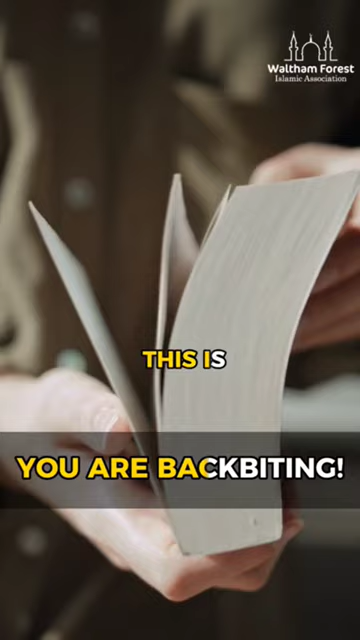 Waltham Forest
Islamic Association
THIS IS
YOU ARE BACKBITING!